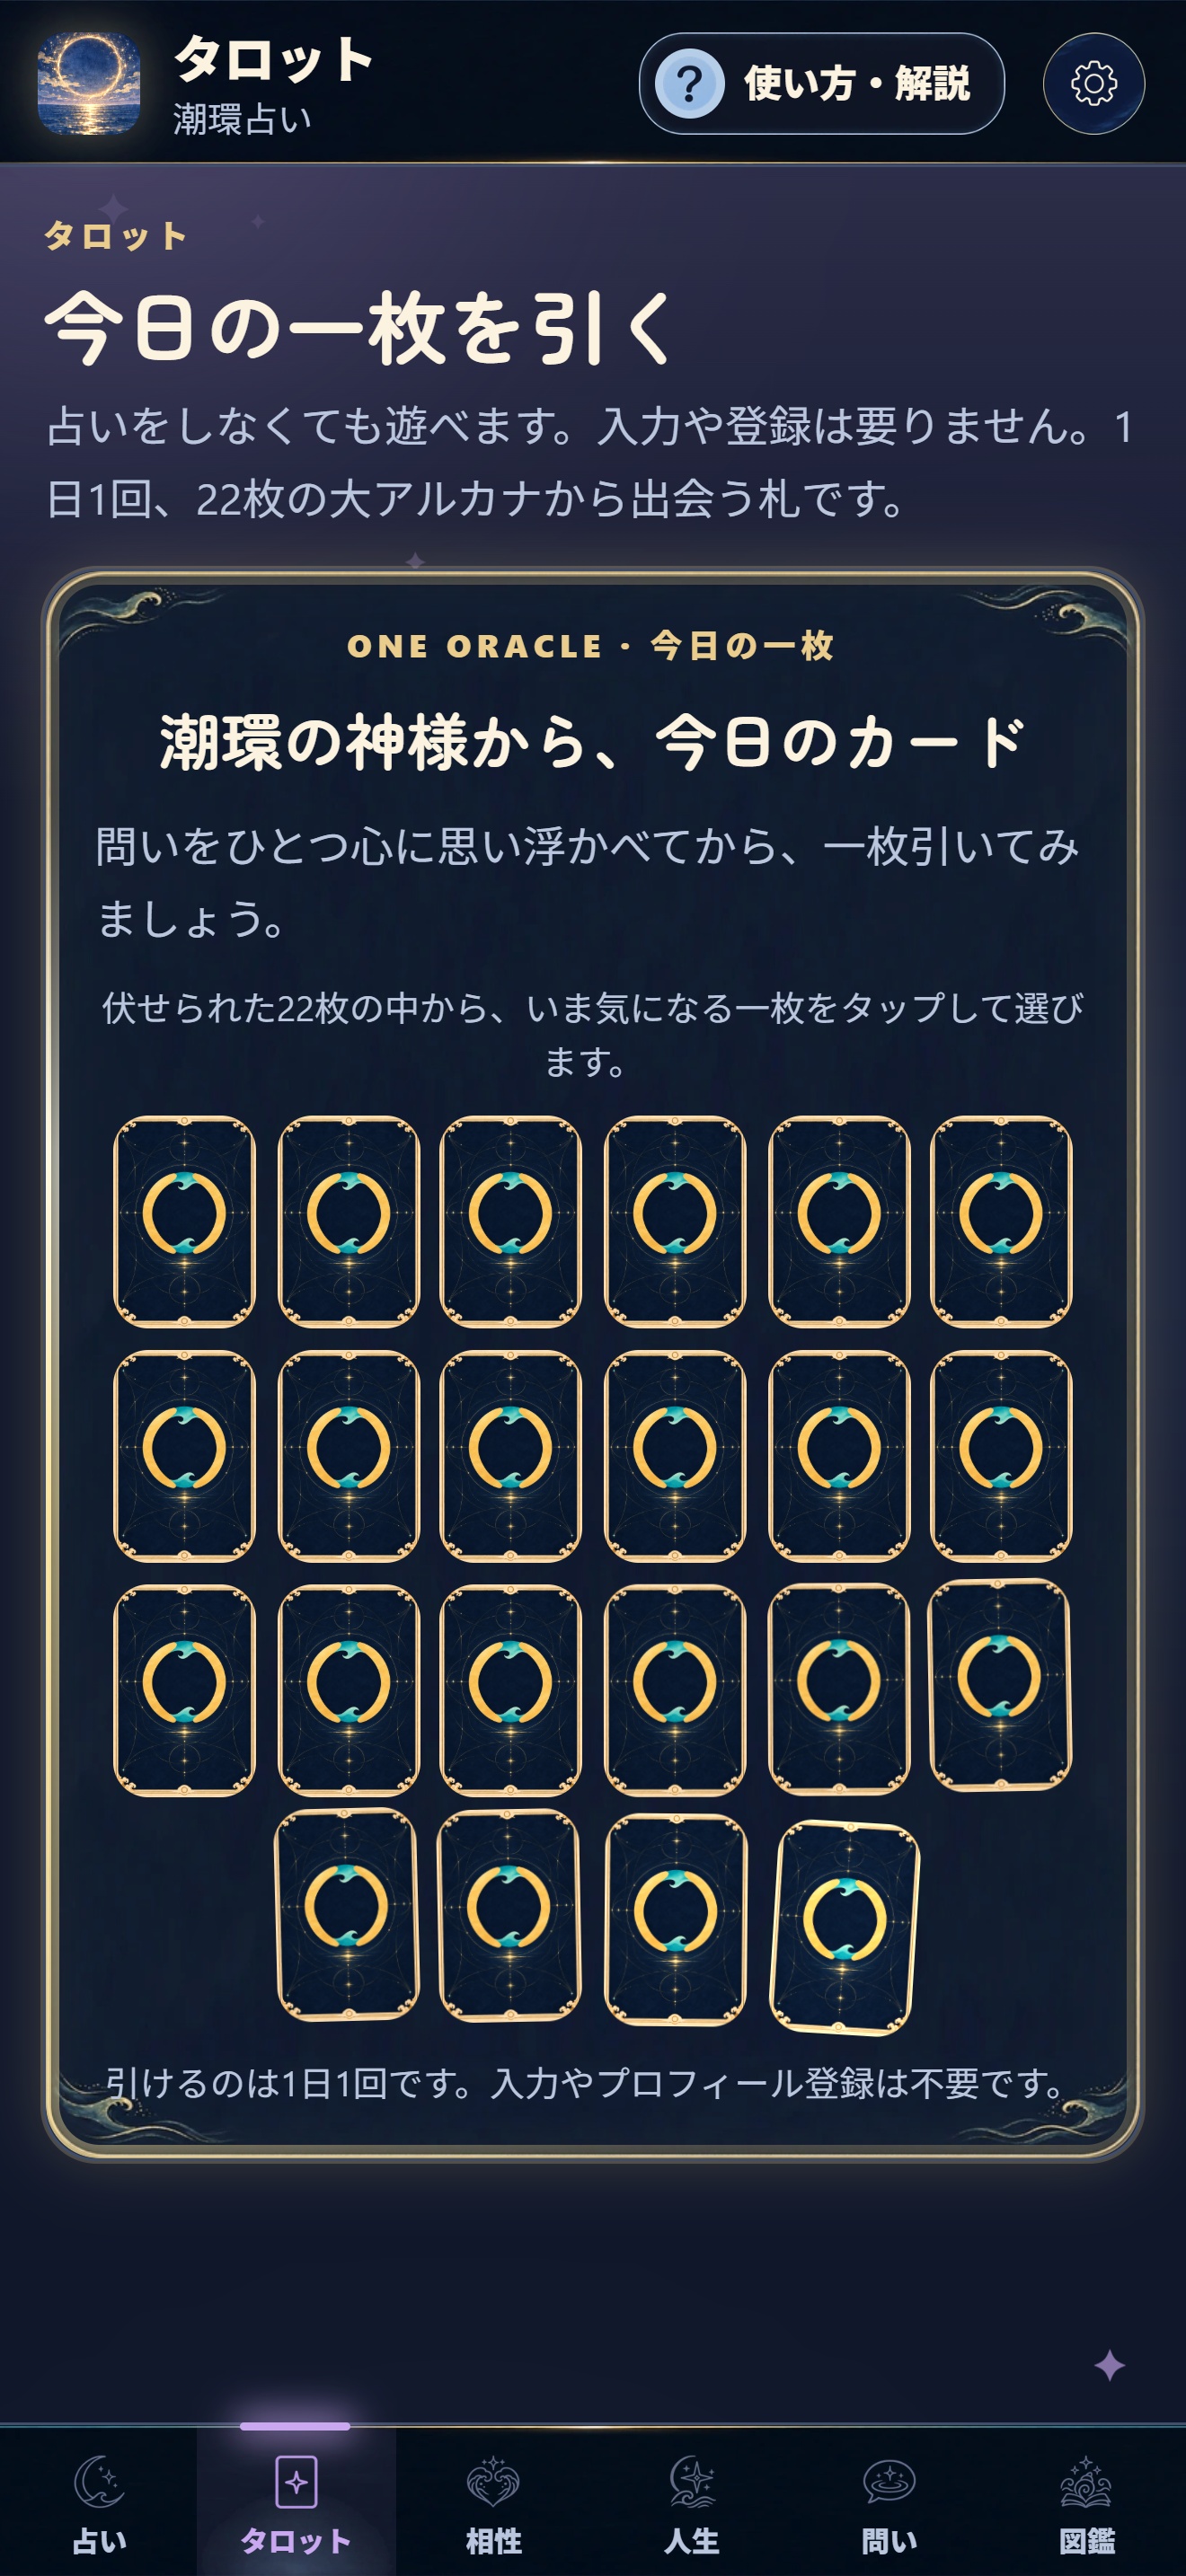 タロット
潮環占い
? 使い方・解説
タロット
今日の一枚を引く
占いをしなくても遊べます。入力や登録は要りません。1
日1回、22枚の大アルカナから出会う札です。
ONE ORACLE・今日の一枚
潮環の神様から、今日のカード
問いをひとつ心に思い浮かべてから、一枚引いてみ
ましょう。
伏せられた22枚の中から、いま気になる一枚をタップして選び
ます。
引けるのは1日1回です。入力やプロフィール登録は不要です。
占い
タロット
相性
人生
問い
図鑑